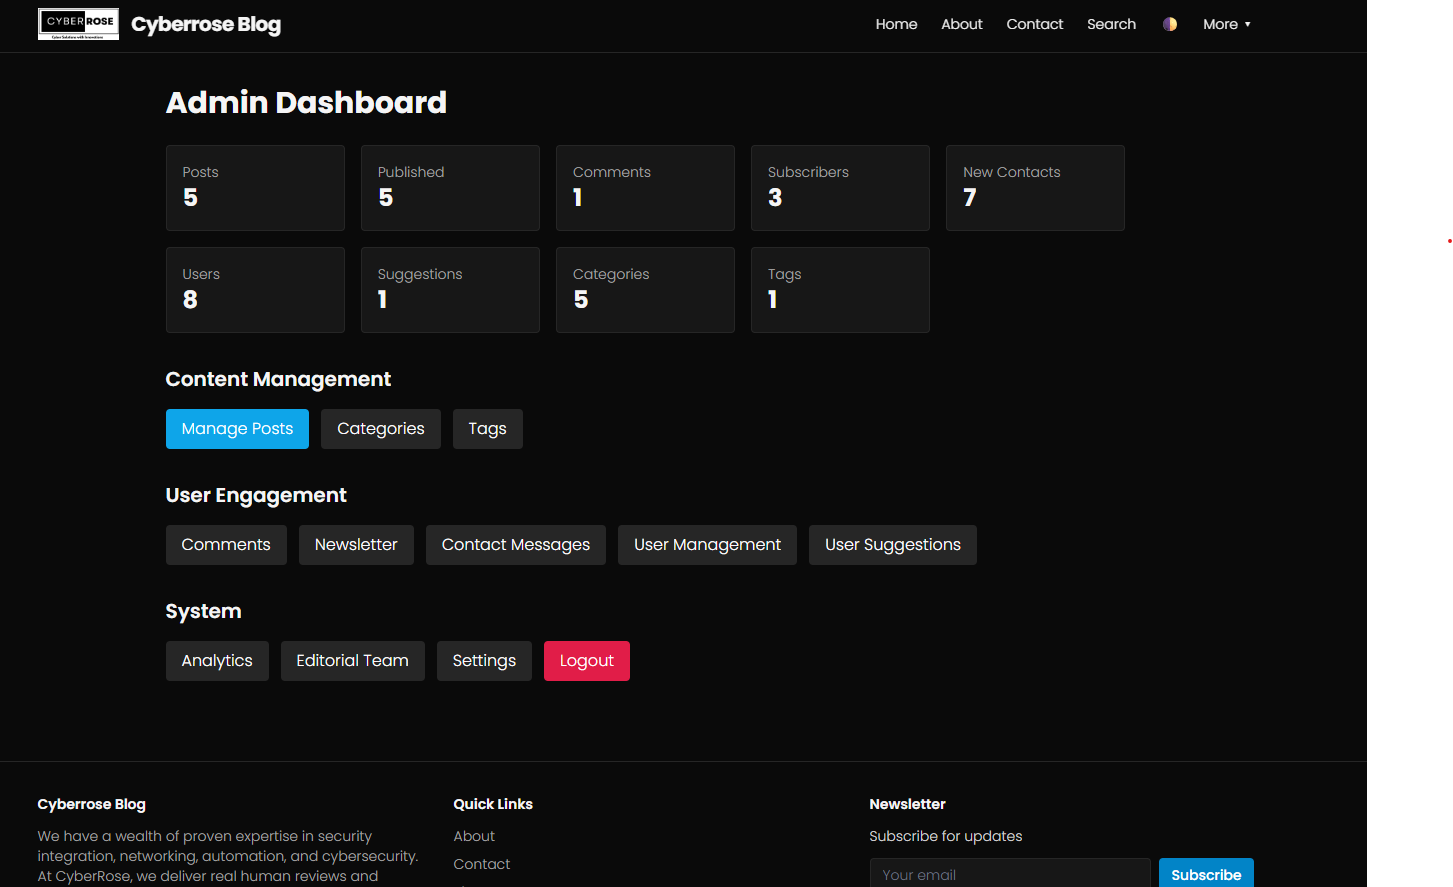 CYBER ROSE
Cyber Solutions with Innovations
Cyberrose Blog
Home About Contact Search More
Admin Dashboard
Posts
5
Published
5
Comments
1
Subscribers
3
New Contacts
7
Users
8
Suggestions
1
Categories
5
Tags
1
Content Management
Manage Posts Categories Tags
User Engagement
Comments Newsletter Contact Messages User Management User Suggestions
System
Analytics Editorial Team Settings Logout
Cyberrose Blog
We have a wealth of proven expertise in security
integration, networking, automation, and cybersecurity.
At CyberRose, we deliver real human reviews and
Quick Links
About
Contact
Newsletter
Subscribe for updates
Your email
Subscribe